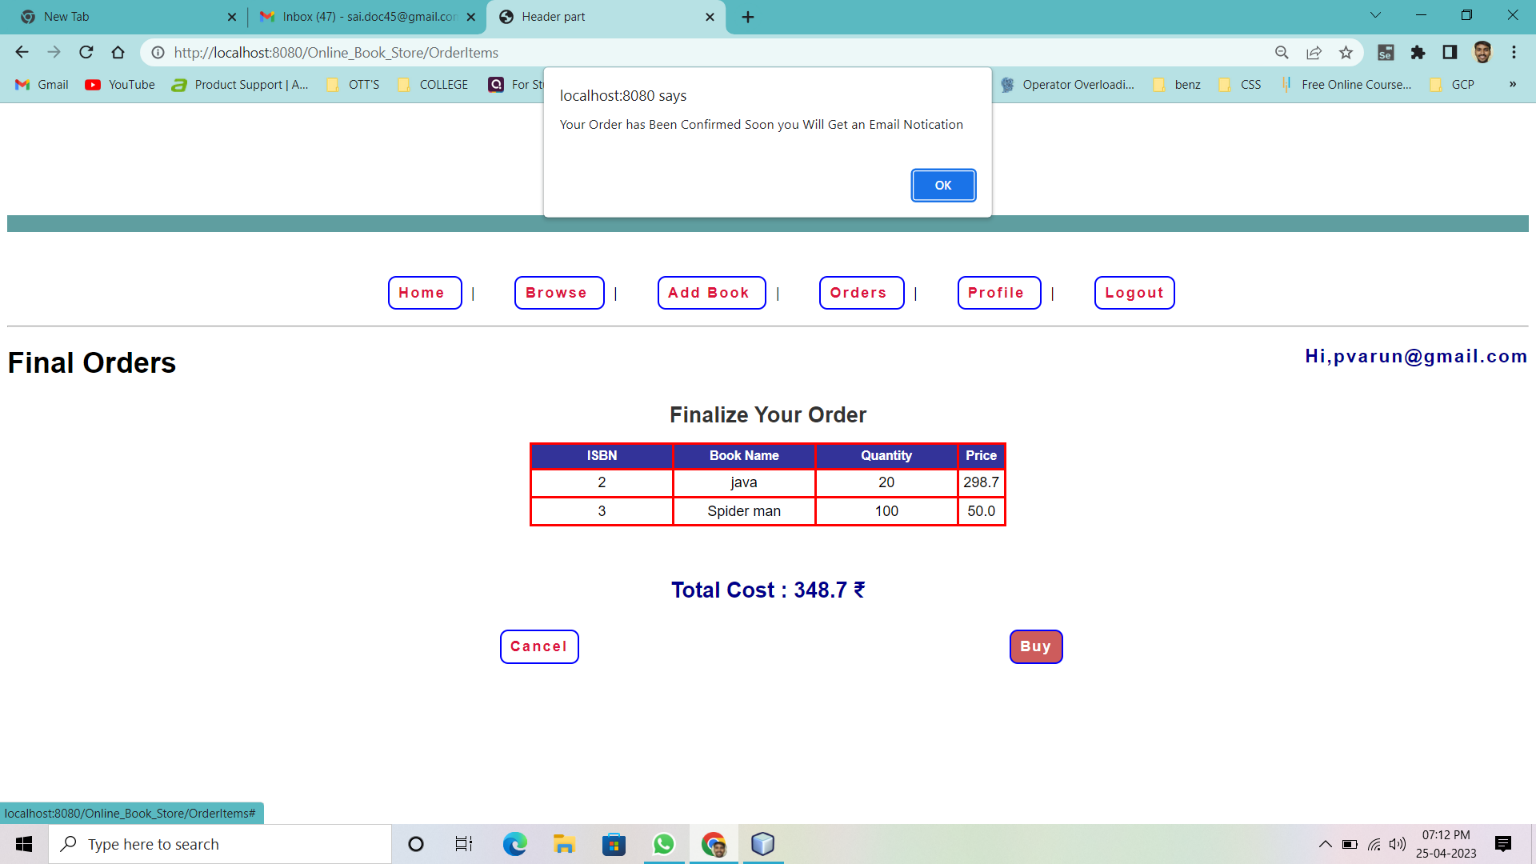 New Tab
Inbox (47) - sai.doc45@gmail.co
Header part
http://localhost:8080/Online_Book_Store/OrderItems
Se
Gmail
YouTube
Product Support | A...
OTT'S
COLLEGE
For St
Operator Overloadi...
benz
CSS
Free Online Course...
GCP
»
localhost:8080 says
Your Order has Been Confirmed Soon you Will Get an Email Notication
OK
Home |
Browse |
Add Book |
Orders |
Profile |
Logout
Final Orders
Hi,pvarun@gmail.com
Finalize Your Order
ISBN Book Name Quantity Price
2 java 20 298.7
3 Spider man 100 50.0
Total Cost : 348.7 ₹
Cancel
Buy
localhost:8080/Online_Book_Store/OrderItems#
Type here to search
07:12 PM
25-04-2023